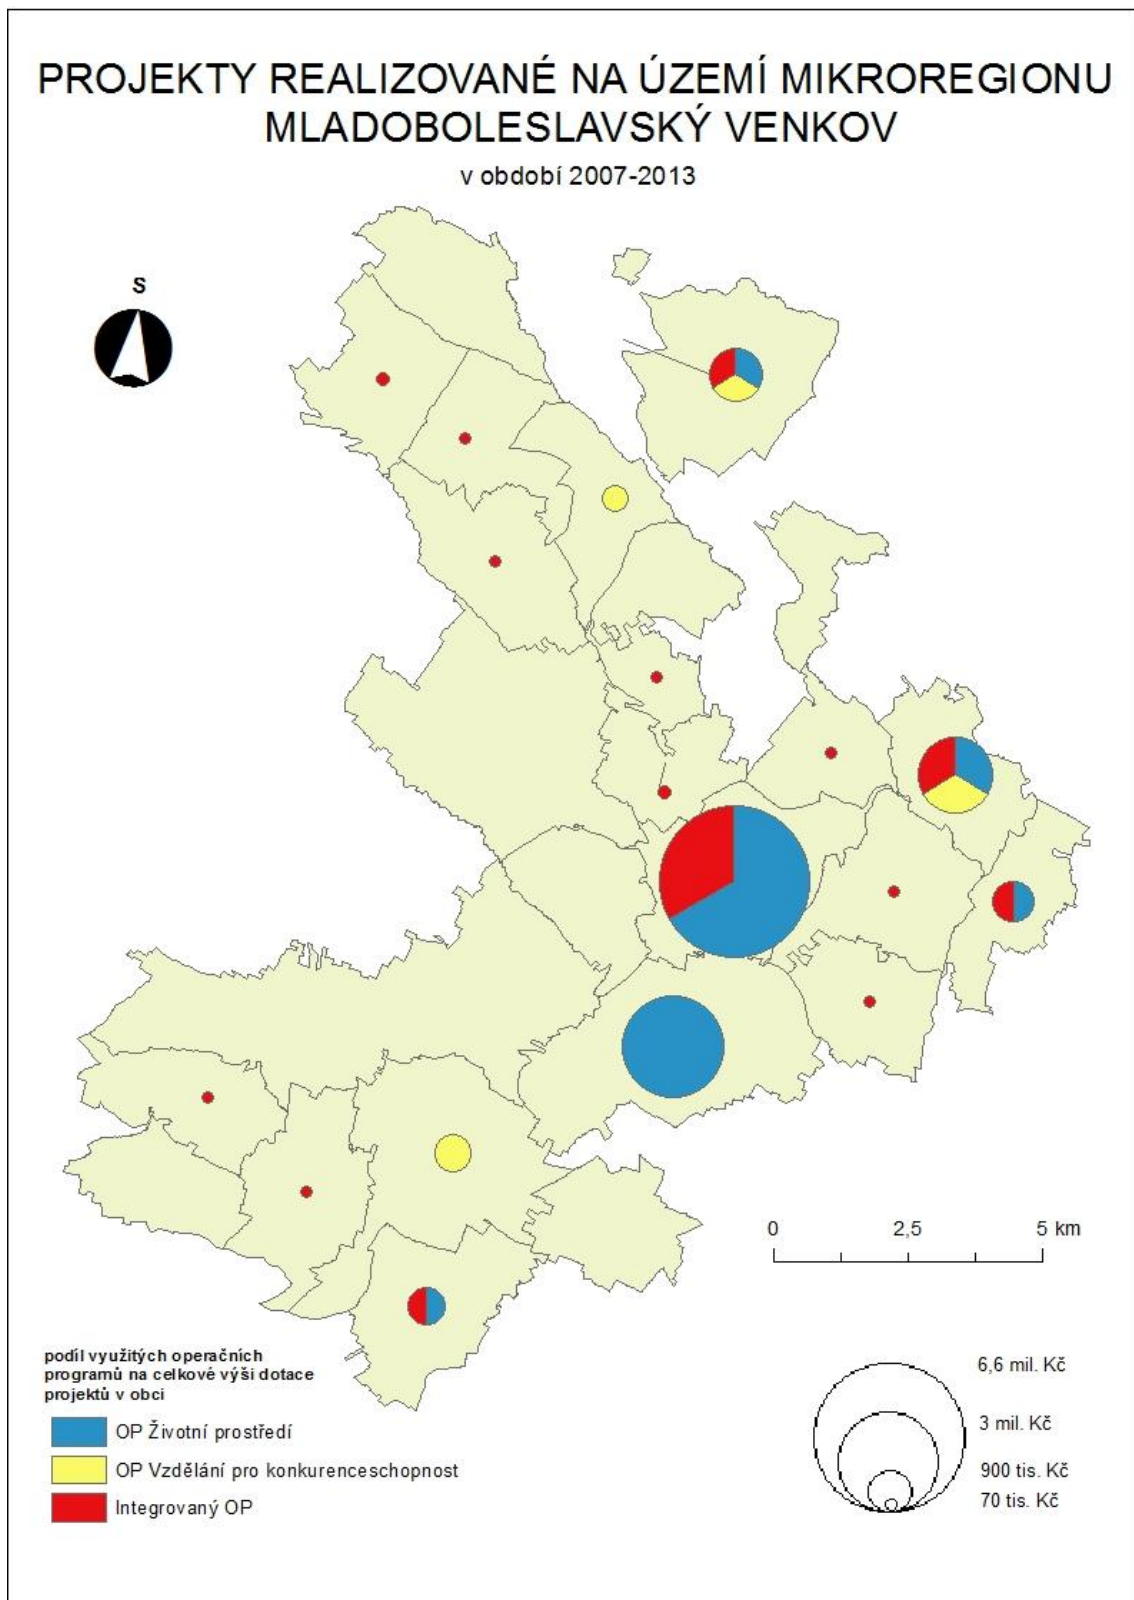 PROJEKTY REALIZOVANÉ NA ÚZEMÍ MIKROREGIONU
MLADOBOLESLAVSKÝ VENKOV
v období 2007-2013
S
0 2,5 5 km
podíl využitých operačních
programů na celkové výši dotace
projektů v obci
OP Životní prostředí
OP Vzdělání pro konkurenceschopnost
Integrovaný OP
6,6 mil. Kč
3 mil. Kč
900 tis. Kč
70 tis. Kč